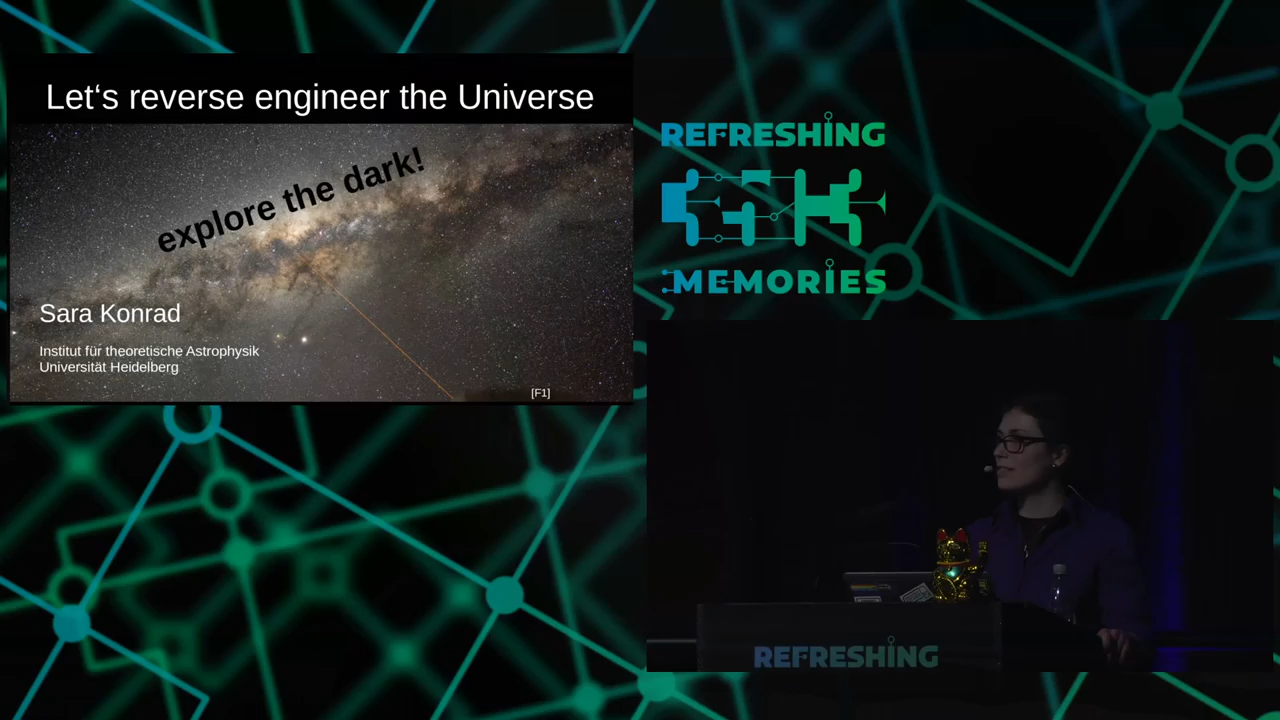 Let‘s reverse engineer the Universe
explore the dark!
Sara Konrad
Institut für theoretische Astrophysik
Universität Heidelberg
[F1]
REFRESHING
MEMORIES
REFRESHING